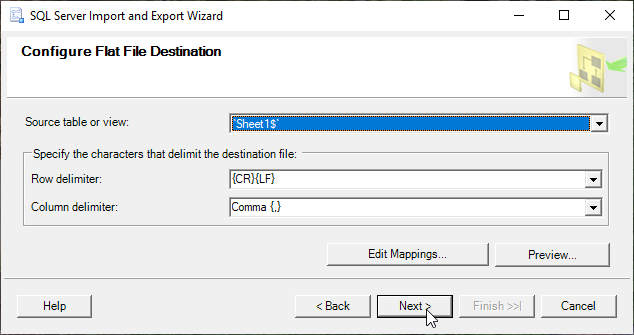 SQL Server Import and Export Wizard
Configure Flat File Destination
Source table or view: `Sheet1$`
Specify the characters that delimit the destination file:
Row delimiter: {CR}{LF}
Column delimiter: Comma {,}
Edit Mappings... Preview...
Help < Back Next > Finish >>| Cancel